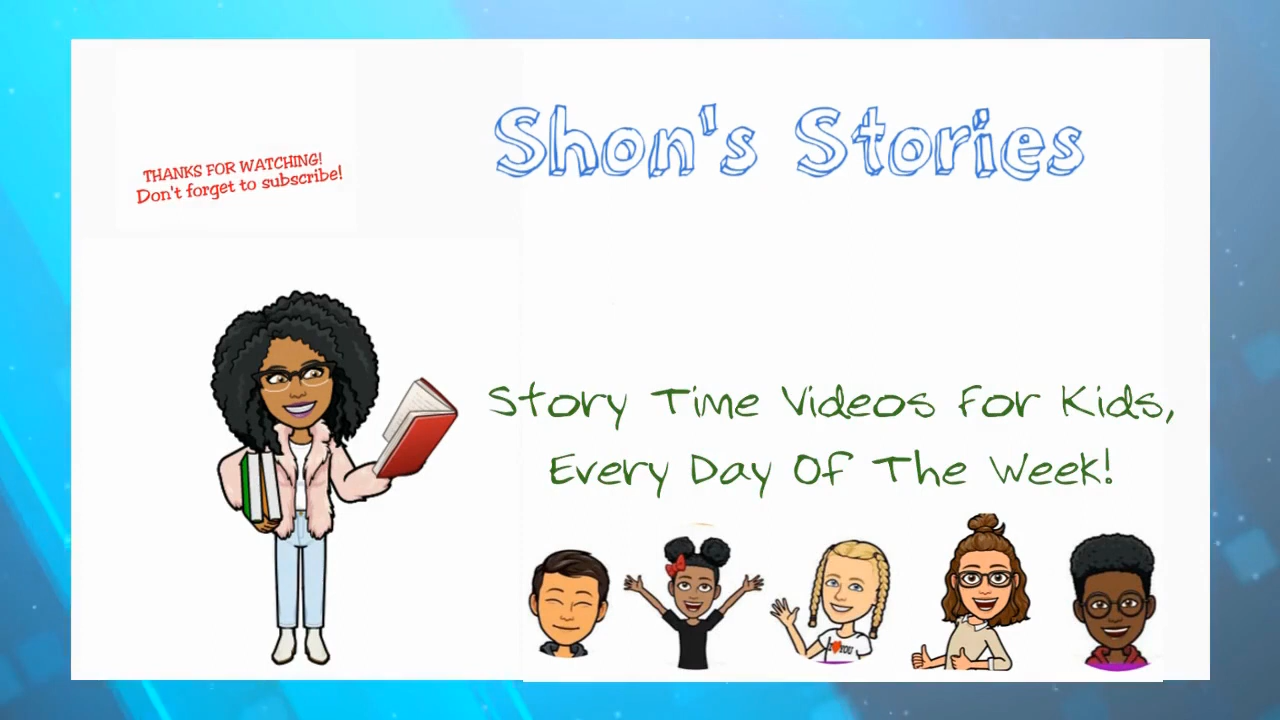 Shon's Stories
THANKS FOR WATCHING!
Don't forget to subscribe!
Story Time Videos For Kids,
Every Day Of The Week!
I❤YOU